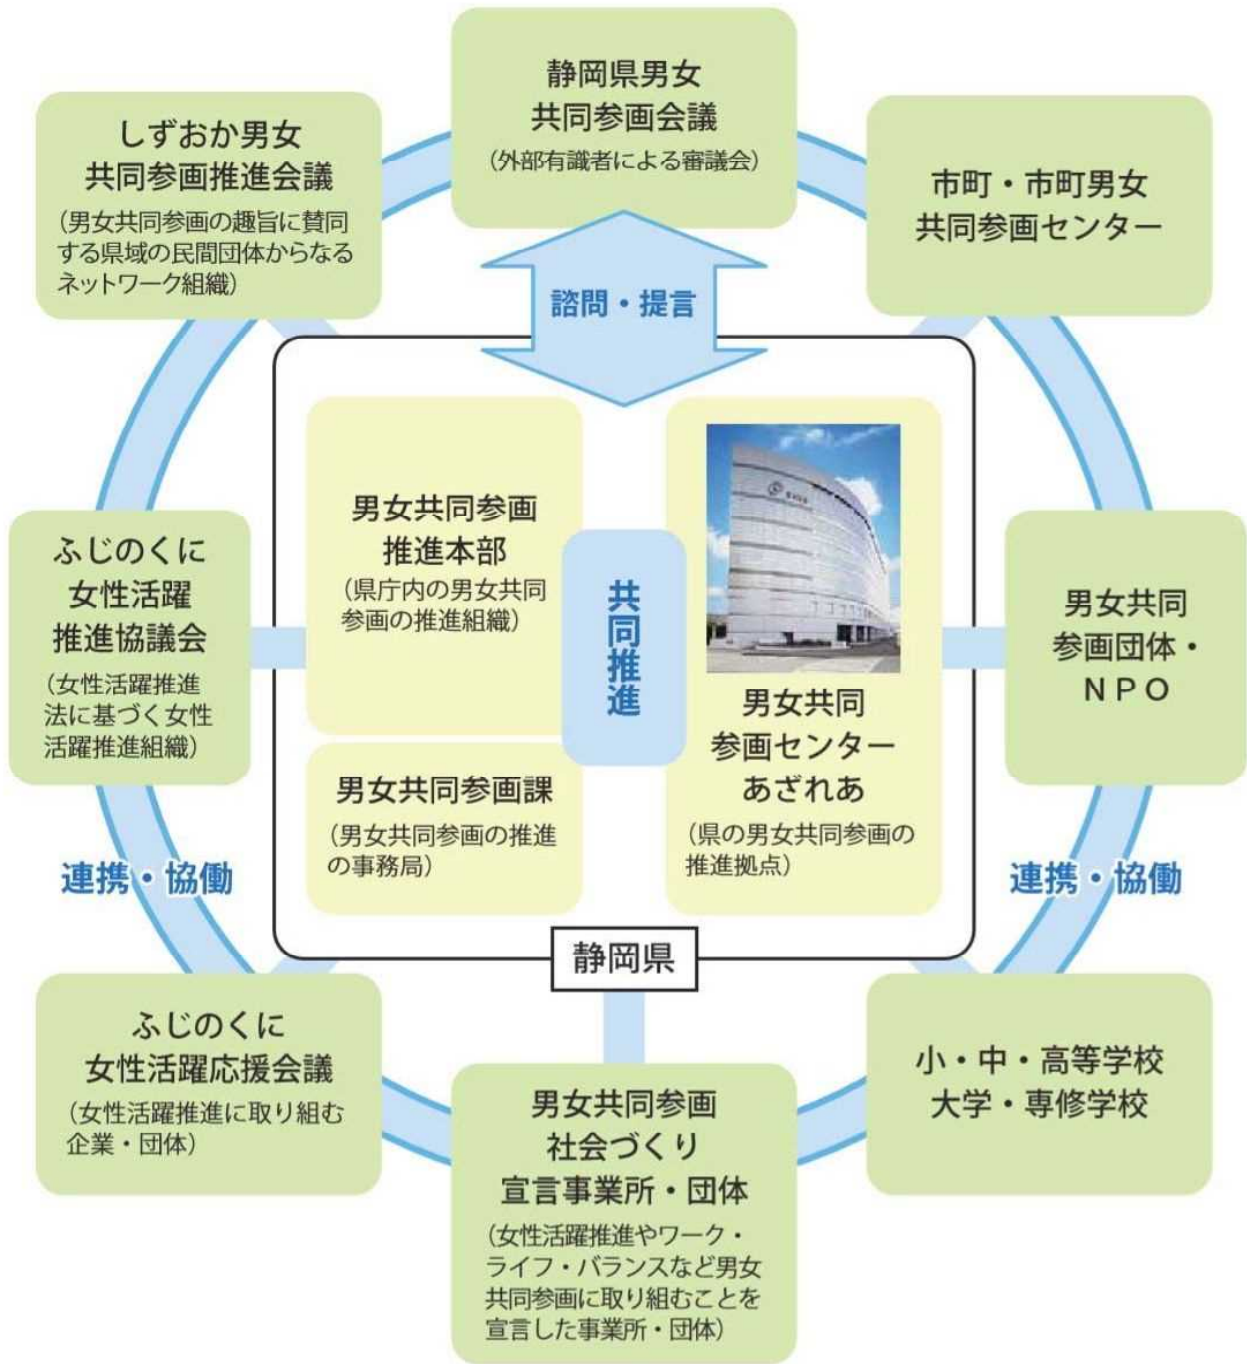 静岡県男女
共同参画会議
（外部有識者による審議会）
しずおか男女
共同参画推進会議
（男女共同参画の趣旨に賛同
する県域の民間団体からなる
ネットワーク組織）
市町・市町男女
共同参画センター
諮問・提言
男女共同参画
推進本部
（県庁内の男女共同
参画の推進組織）
共同推進
男女共同
参画センター
あざれあ
（県の男女共同参画の
推進拠点）
男女共同参画課
（男女共同参画の推進
の事務局）
静岡県
ふじのくに
女性活躍
推進協議会
（女性活躍推進
法に基づく女性
活躍推進組織）
男女共同
参画団体・
ＮＰＯ
連携・協働
連携・協働
ふじのくに
女性活躍応援会議
（女性活躍推進に取り組む
企業・団体）
男女共同参画
社会づくり
宣言事業所・団体
（女性活躍推進やワーク・
ライフ・バランスなど男女
共同参画に取り組むことを
宣言した事業所・団体）
小・中・高等学校
大学・専修学校